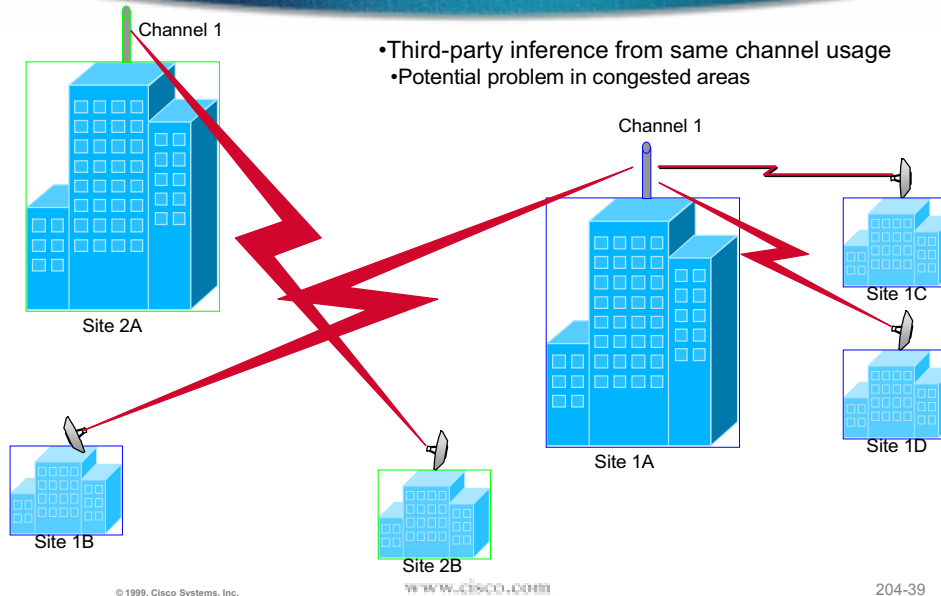 Channel 1
•Third-party inference from same channel usage
•Potential problem in congested areas
Channel 1
Site 1C
Site 2A
Site 1D
Site 1A
Site 1B
Site 2B
© 1999, Cisco Systems, Inc.
www.cisco.com
204-39